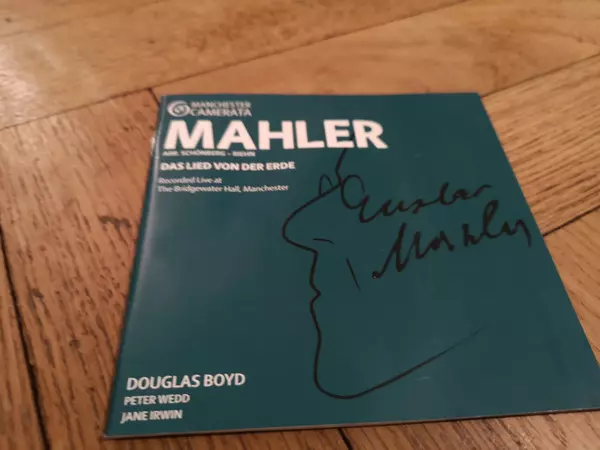 MANCHESTER
CAMERATA
MAHLER
ARR. SCHÖNBERG - RIEHN
DAS LIED VON DER ERDE
Recorded Live at
The Bridgewater Hall, Manchester
Gustav
Mahler
DOUGLAS BOYD
PETER WEDD
JANE IRWIN